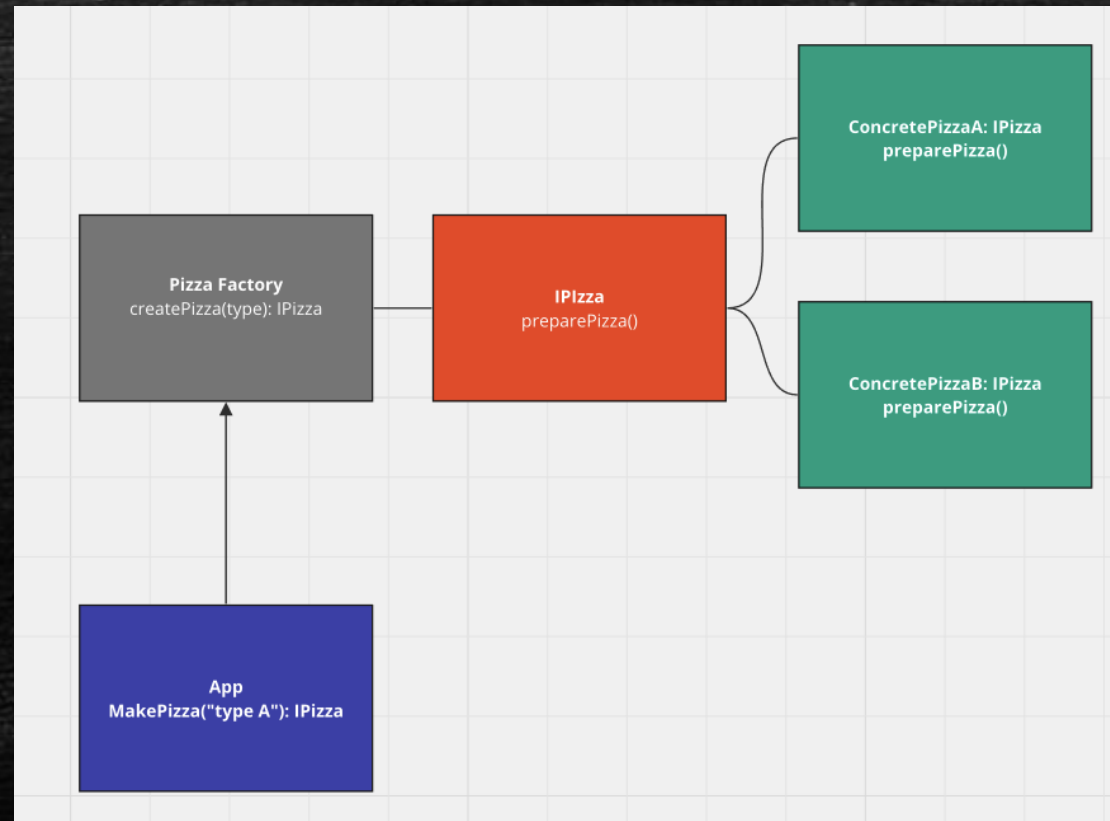 Pizza Factory
createPizza(type): IPizza
IPIzza
preparePizza()
ConcretePizzaA: IPizza
preparePizza()
ConcretePizzaB: IPizza
preparePizza()
App
MakePizza("type A"): IPizza